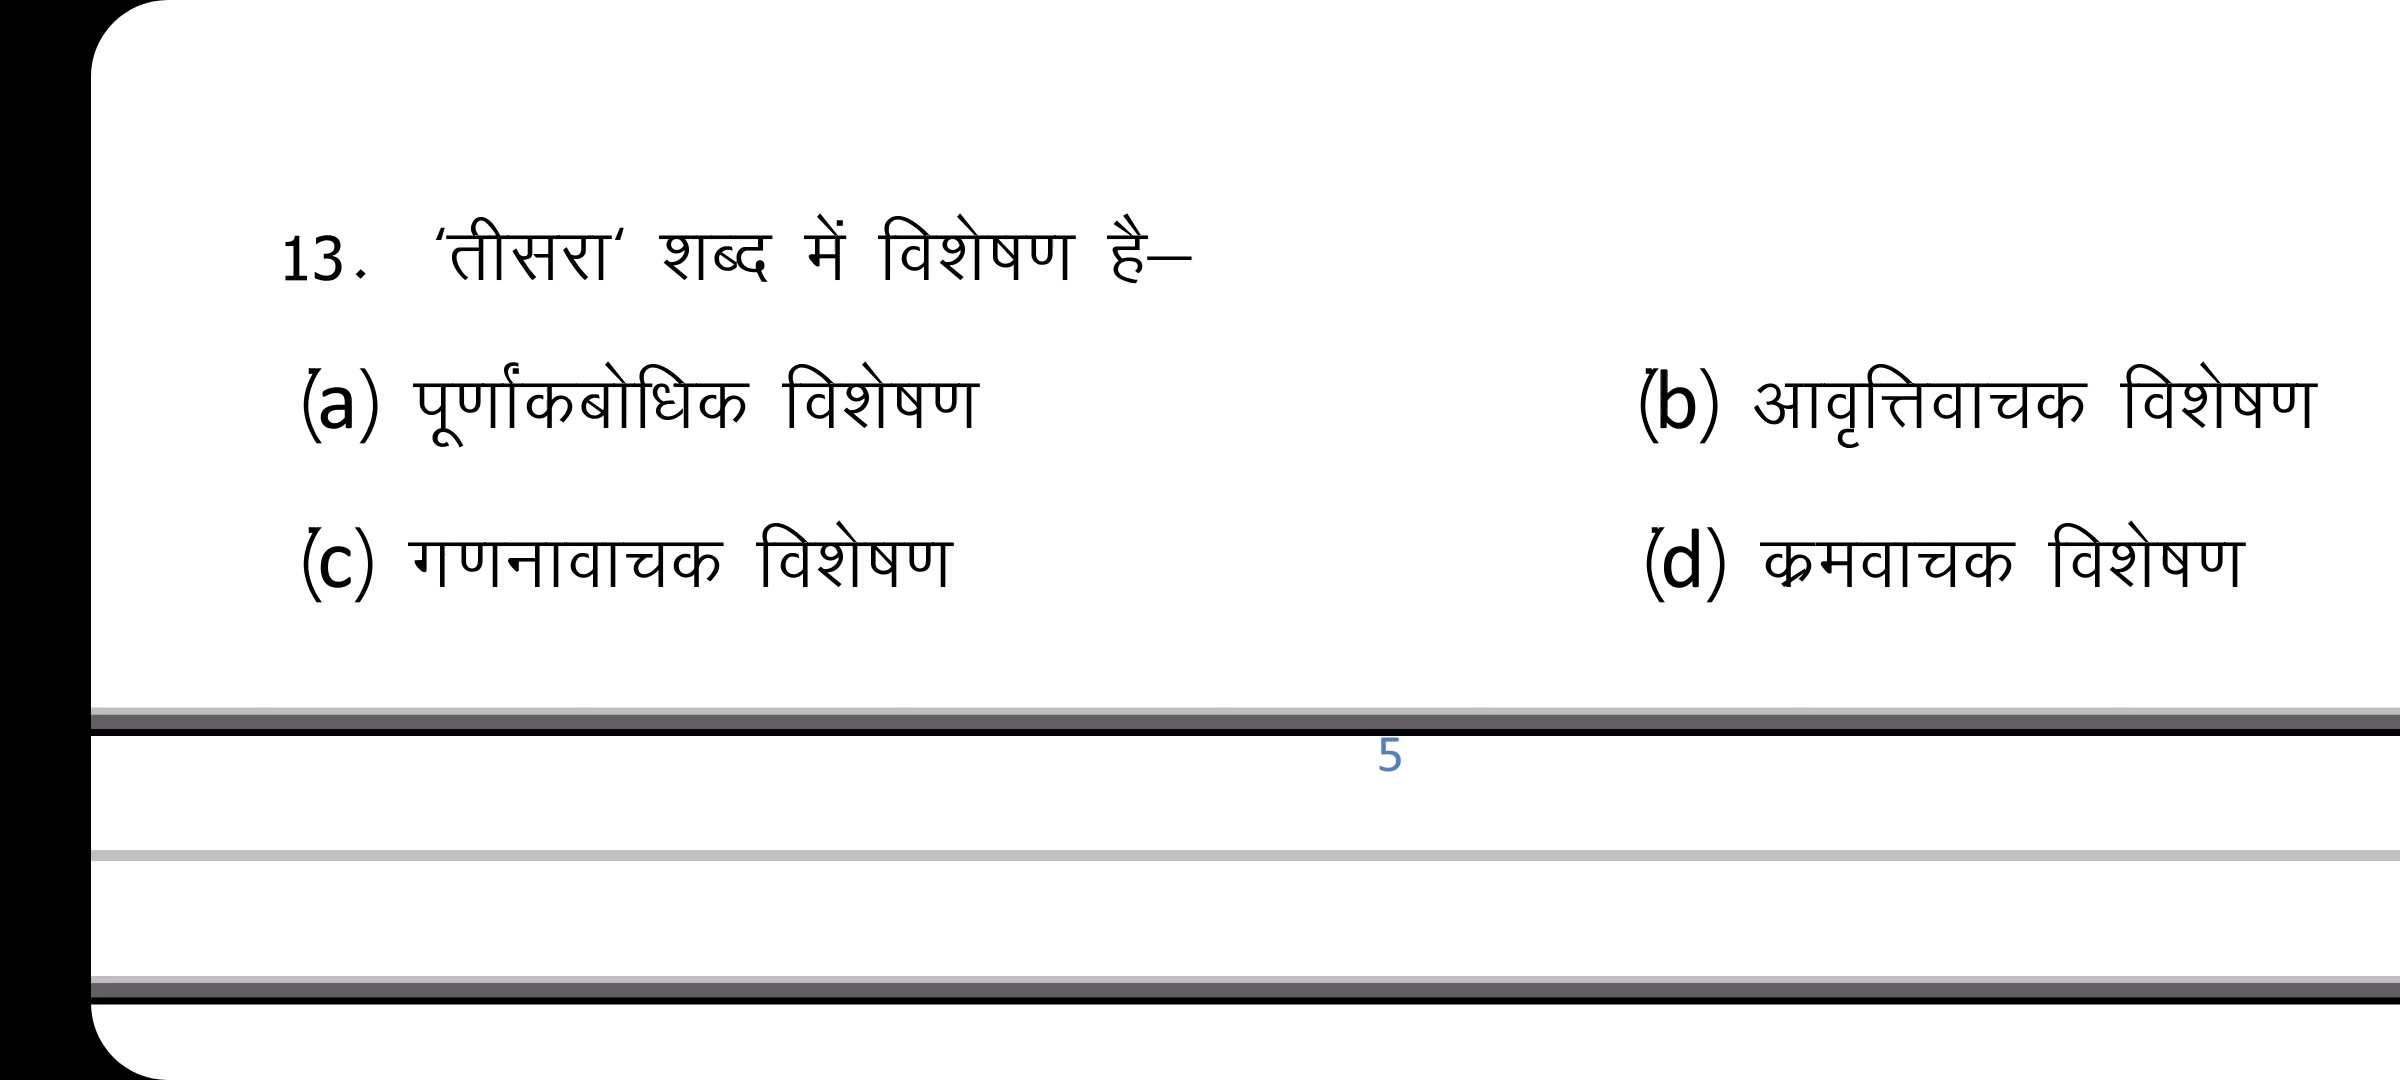 13. ‘तीसरा‘ शब्द में विशेषण है–
(a) पूर्णांकबोधिक विशेषण (b) आवृत्तिवाचक विशेषण
(c) गणनावाचक विशेषण (d) क्रमवाचक विशेषण
5